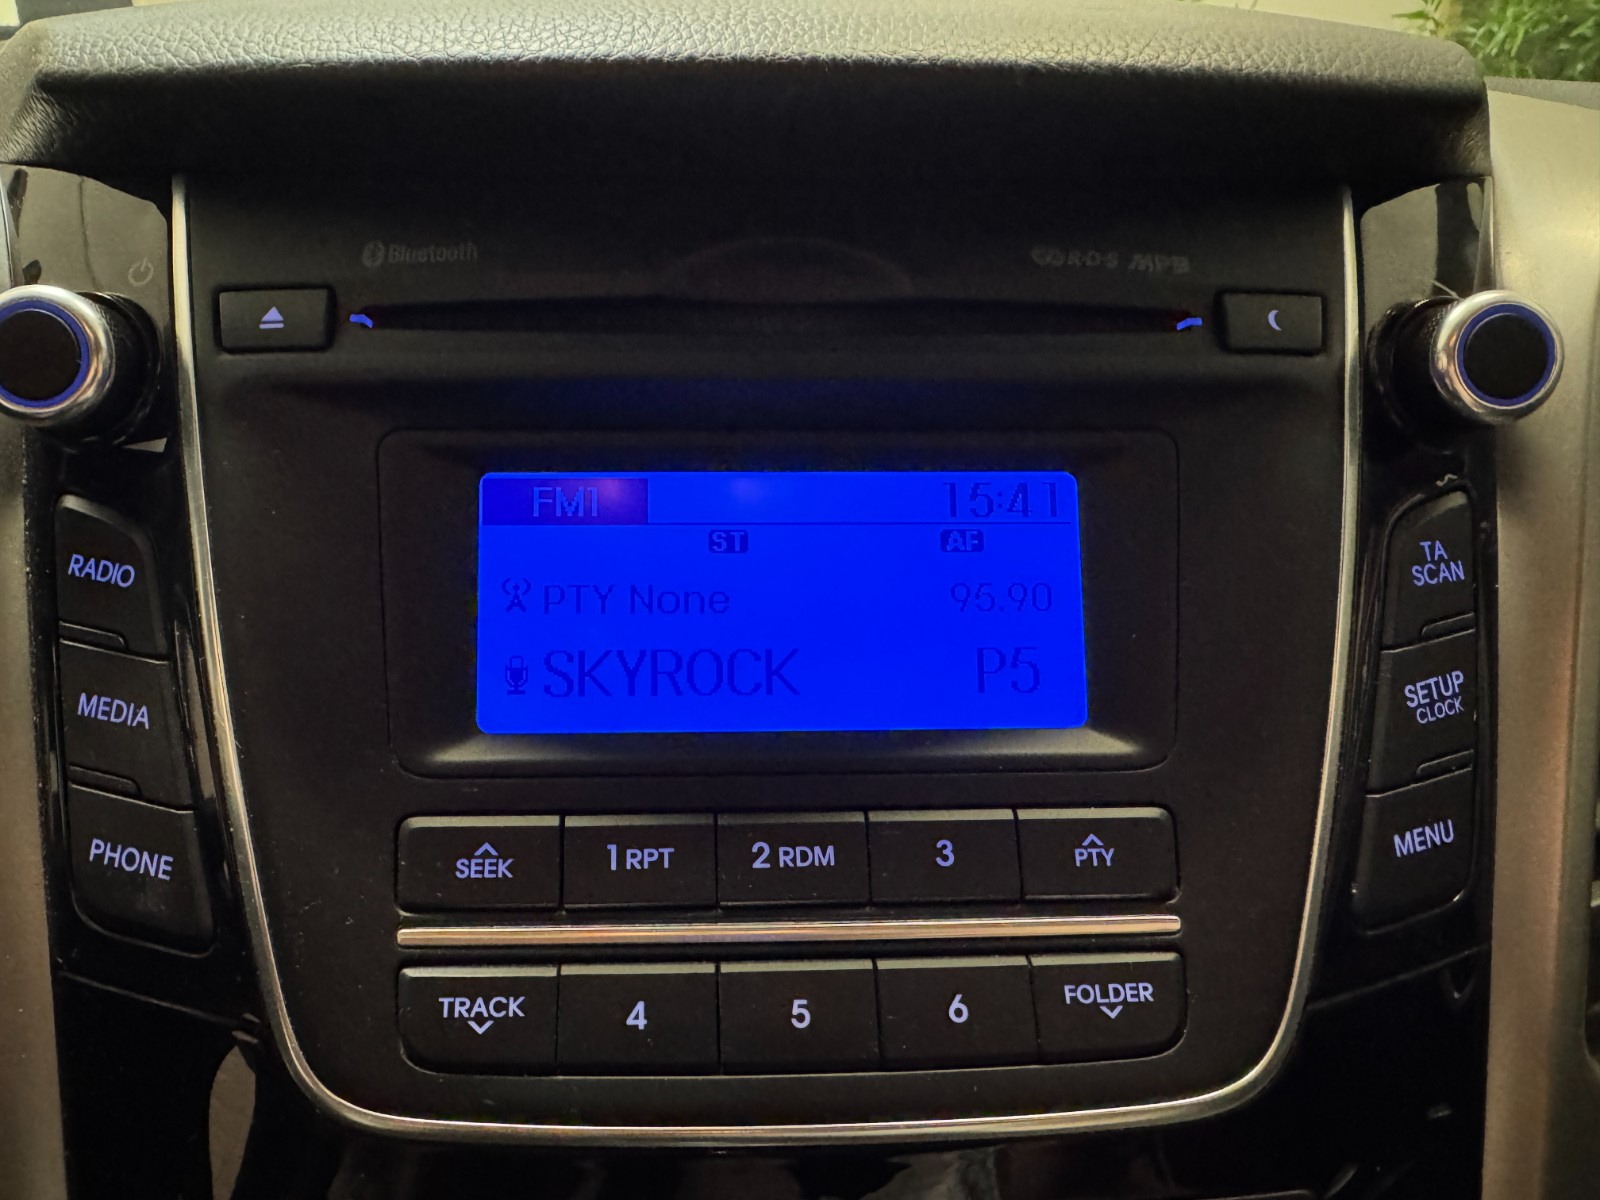 Bluetooth
RDS MP3
FM1 15:41
ST AF
PTY None 95.90
SKYROCK P5
RADIO
MEDIA
PHONE
TA
SCAN
SETUP
CLOCK
MENU
SEEK 1 RPT 2 RDM 3 PTY
TRACK 4 5 6 FOLDER